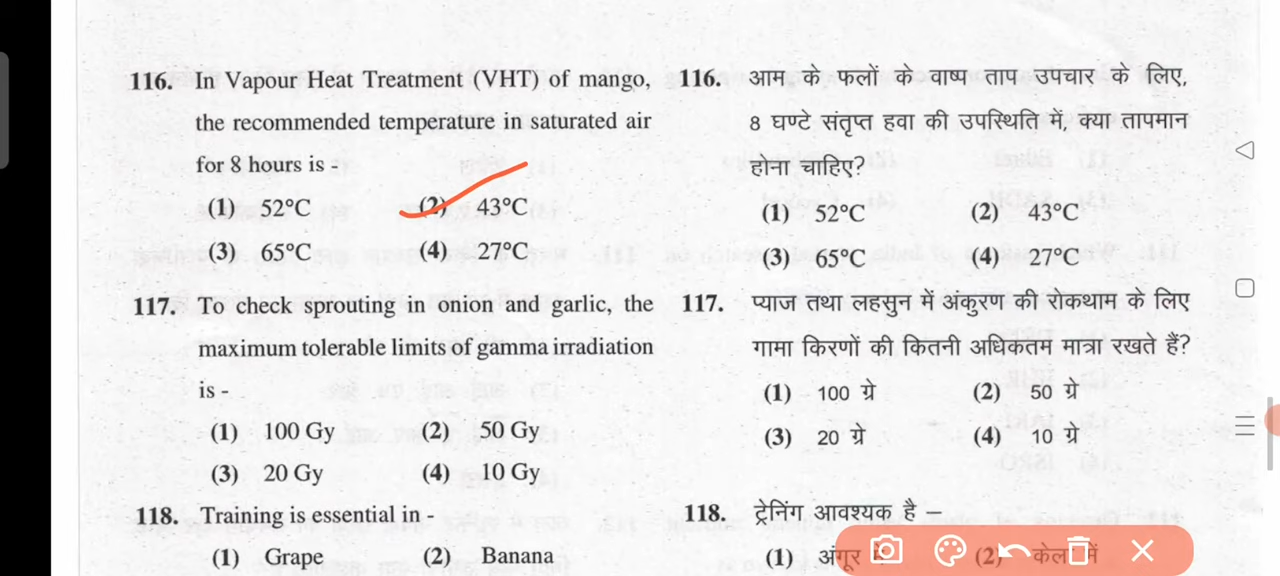 116. In Vapour Heat Treatment (VHT) of mango,
the recommended temperature in saturated air
for 8 hours is -
(1) 52°C (2) 43°C
(3) 65°C (4) 27°C
117. To check sprouting in onion and garlic, the
maximum tolerable limits of gamma irradiation
is -
(1) 100 Gy (2) 50 Gy
(3) 20 Gy (4) 10 Gy
118. Training is essential in -
(1) Grape (2) Banana
116. आम के फलों के वाष्प ताप उपचार के लिए,
8 घण्टे संतृप्त हवा की उपस्थिति में, क्या तापमान
होना चाहिए?
(1) 52°C (2) 43°C
(3) 65°C (4) 27°C
117. प्याज तथा लहसुन में अंकुरण की रोकथाम के लिए
गामा किरणों की कितनी अधिकतम मात्रा रखते हैं?
(1) 100 ग्रे (2) 50 ग्रे
(3) 20 ग्रे (4) 10 ग्रे
118. ट्रेनिंग आवश्यक है –
(1) अंगूर (2) केला में